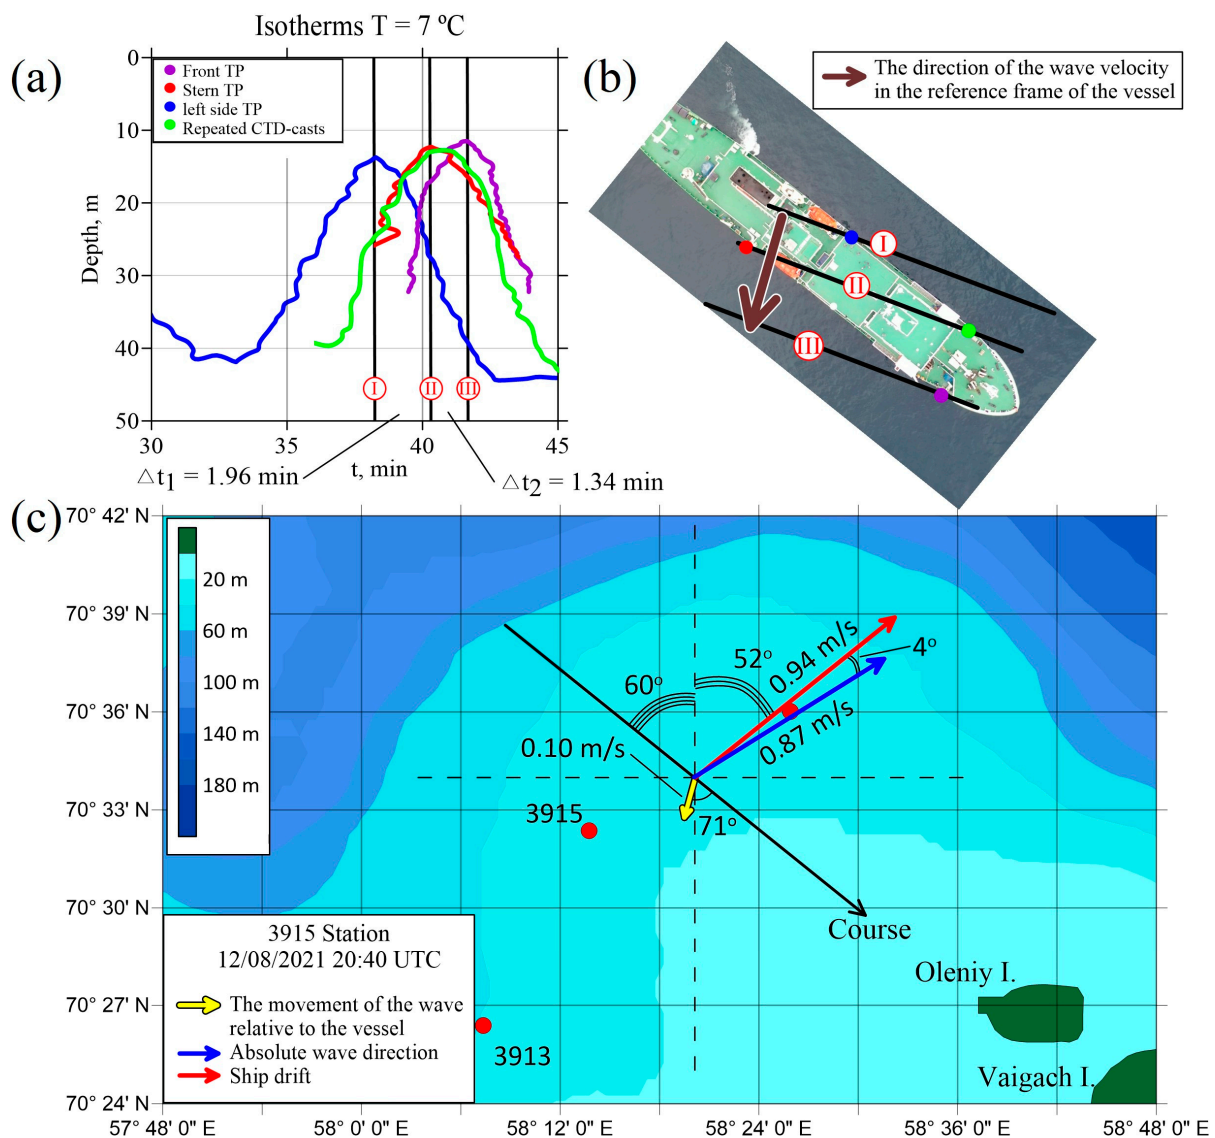 Isotherms T = 7 ºC
(a)
0
10
20
30
40
50
Depth, m
Front TP
Stern TP
left side TP
Repeated CTD-casts
I
II
III
30
35
40
45
t, min
△t1 = 1.96 min
△t2 = 1.34 min
(b)
The direction of the wave velocity
in the reference frame of the vessel
I
II
III
(c)
70° 42' N
70° 39' N
70° 36' N
70° 33' N
70° 30' N
70° 27' N
70° 24' N
20 m
60 m
100 m
140 m
180 m
60o
52o
0.94 m/s
4o
0.87 m/s
0.10 m/s
71o
3915
Course
Oleniy I.
Vaigach I.
3913
3915 Station
12/08/2021 20:40 UTC
The movement of the wave
relative to the vessel
Absolute wave direction
Ship drift
57° 48' 0" E
58° 0' 0" E
58° 12' 0" E
58° 24' 0" E
58° 36' 0" E
58° 48' 0" E